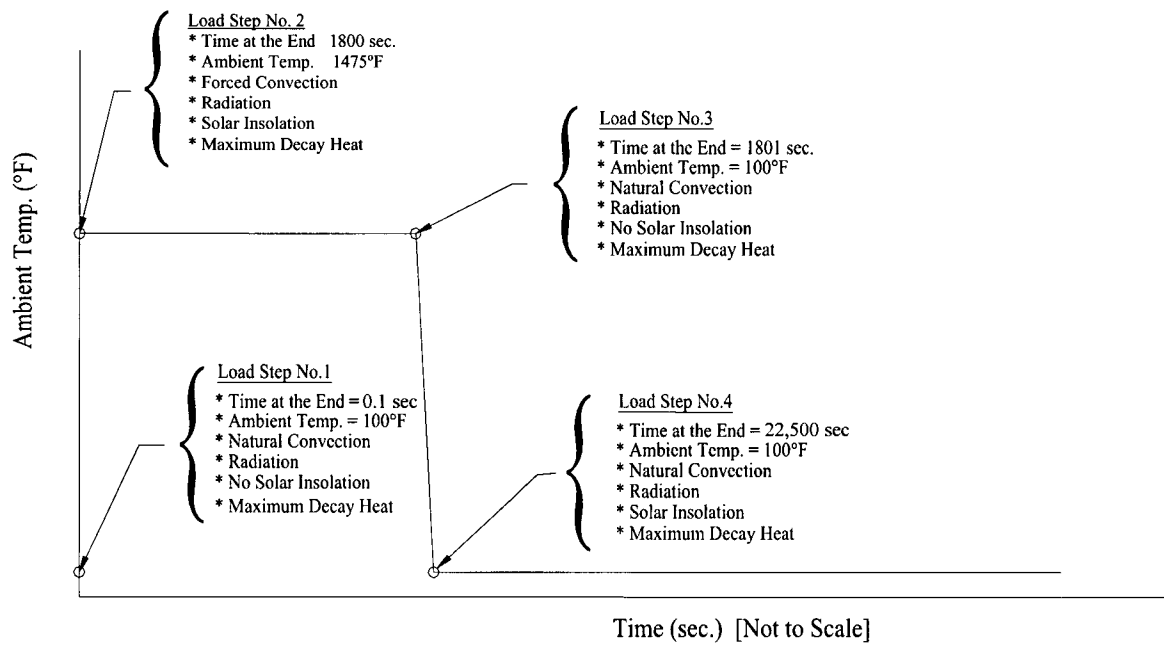 Load Step No. 2
* Time at the End 1800 sec.
* Ambient Temp. 1475°F
* Forced Convection
* Radiation
* Solar Insolation
* Maximum Decay Heat
Load Step No.3
* Time at the End = 1801 sec.
* Ambient Temp. = 100°F
* Natural Convection
* Radiation
* No Solar Insolation
* Maximum Decay Heat
Ambient Temp. (°F)
Load Step No.1
* Time at the End = 0.1 sec
* Ambient Temp. = 100°F
* Natural Convection
* Radiation
* No Solar Insolation
* Maximum Decay Heat
Load Step No.4
* Time at the End = 22,500 sec
* Ambient Temp. = 100°F
* Natural Convection
* Radiation
* Solar Insolation
* Maximum Decay Heat
Time (sec.) [Not to Scale]